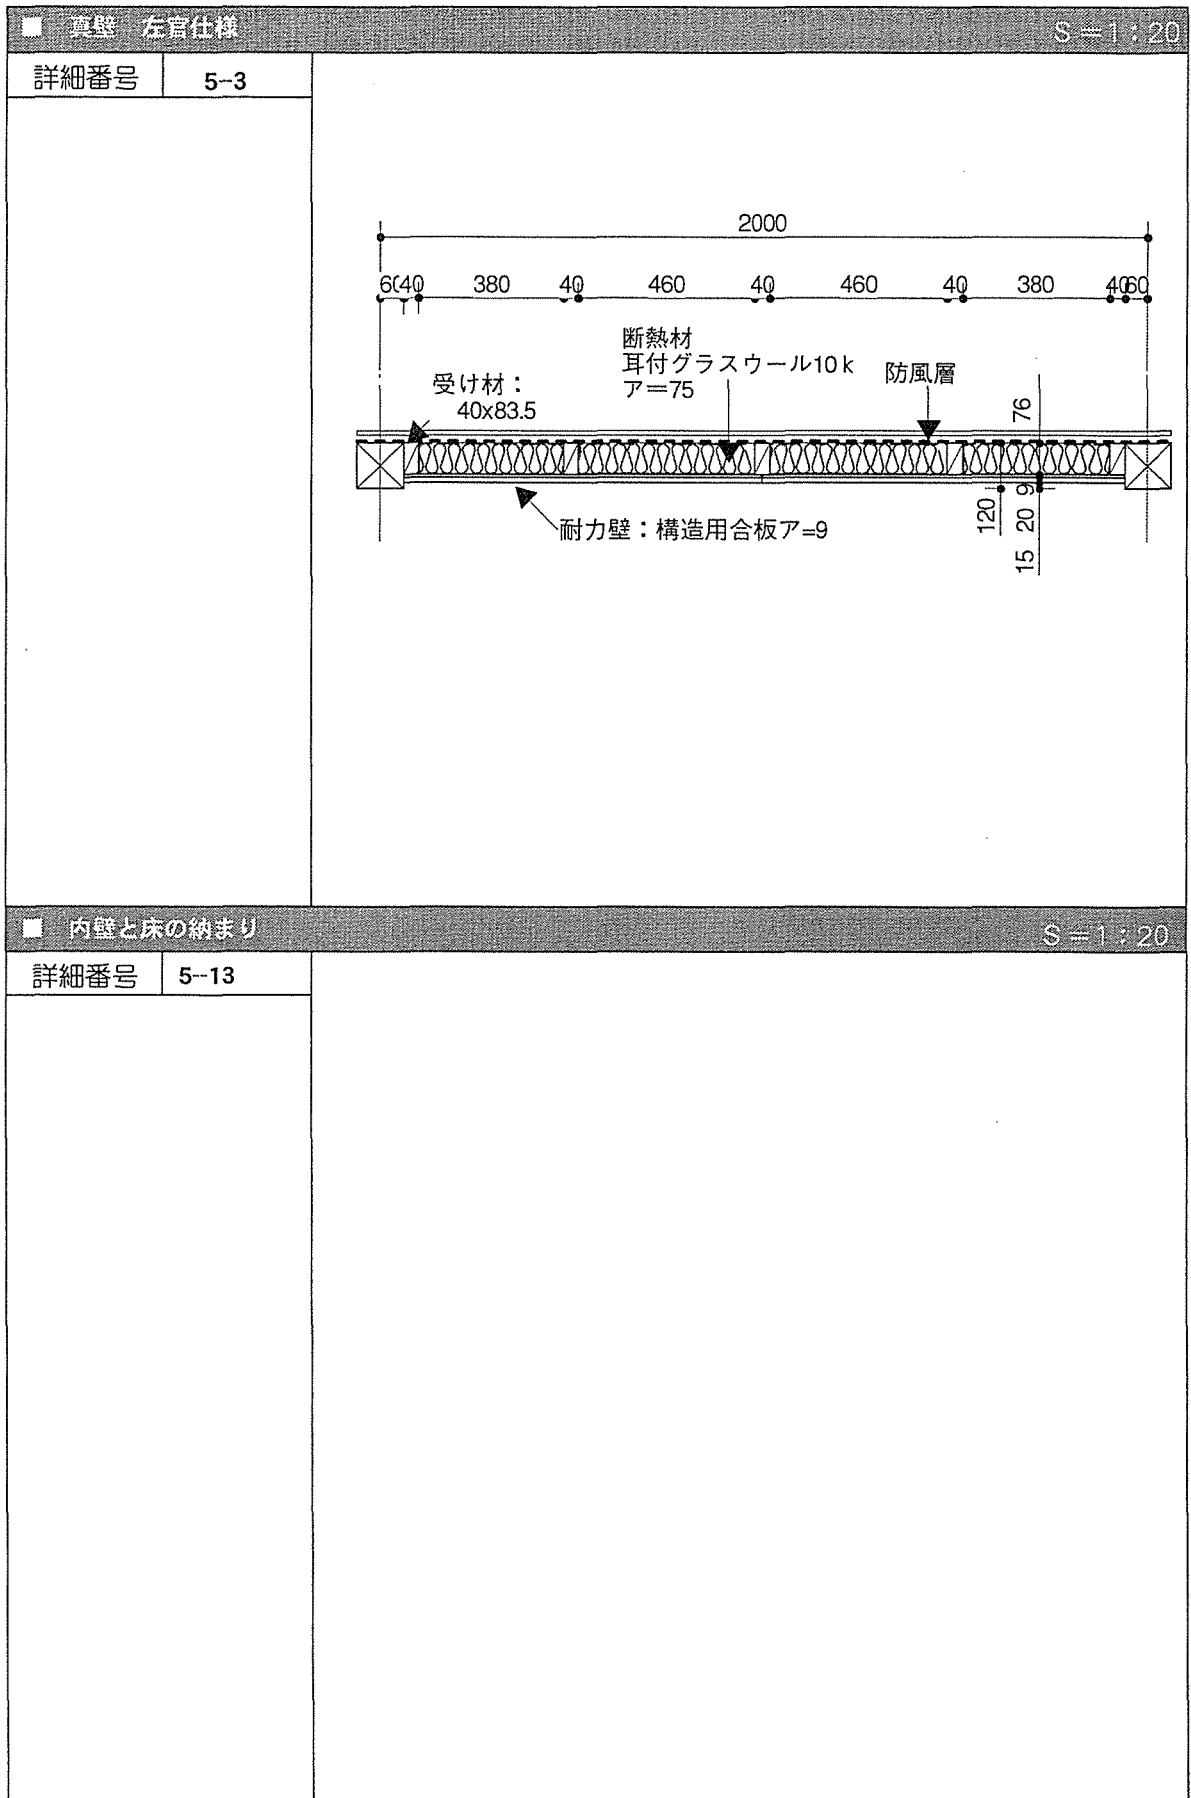 ■ 真壁 左官仕様 S＝1：20
詳細番号 5--3
2000
60 40 380 40 460 40 460 40 380 40 60
断熱材
耳付グラスウール10k
ア＝75
防風層
受け材：
40x83.5
76
耐力壁：構造用合板ア=9
120
9
20
15
■ 内壁と床の納まり S＝1：20
詳細番号 5--13